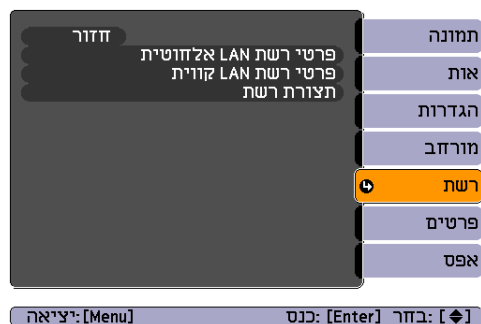 תמונה
אות
הגדרות
מורחב
רשת
פרטים
אפס
חזור
פרטי רשת LAN אלחוטית
פרטי רשת LAN קווית
תצורת רשת
[◆] :בחר [Enter] :כנס [Menu] :יציאה